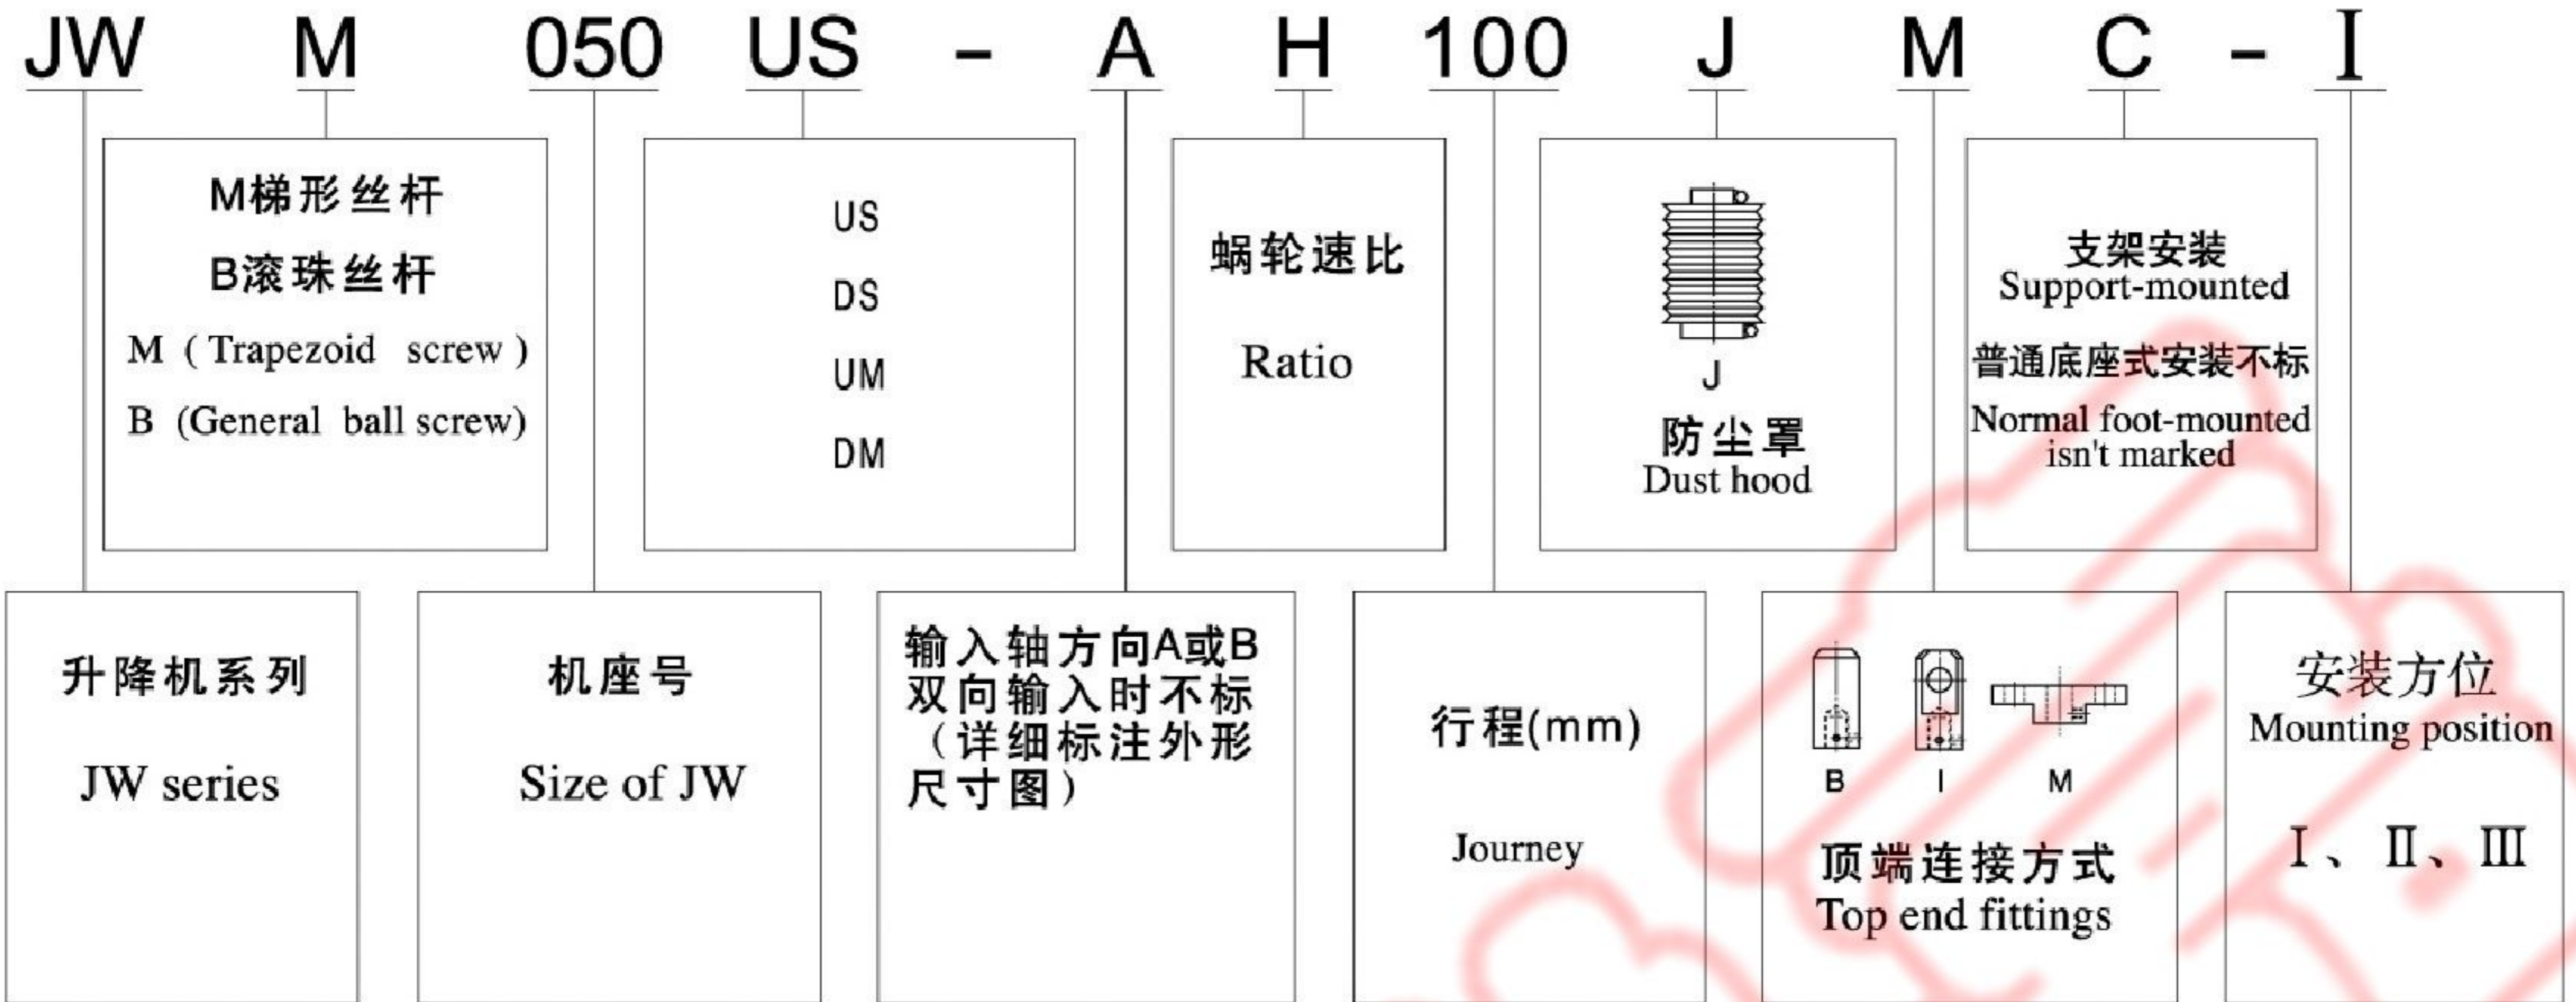 JW M 050 US - A H 100 J M C - I
M梯形丝杆
B滚珠丝杆
M ( Trapezoid screw )
B (General ball screw)
US
DS
UM
DM
蜗轮速比
Ratio
J
防尘罩
Dust hood
支架安装
Support-mounted
普通底座式安装不标
Normal foot-mounted
isn't marked
升降机系列
JW series
机座号
Size of JW
输入轴方向A或B
双向输入时不标
（详细标注外形
尺寸图）
行程(mm)
Journey
B I M
顶端连接方式
Top end fittings
安装方位
Mounting position
Ⅰ、Ⅱ、Ⅲ